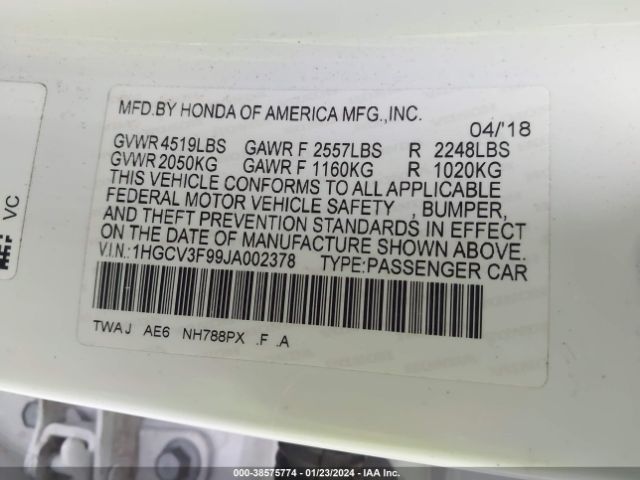 MFD.BY HONDA OF AMERICA MFG.,INC.
04/'18
GVWR 4519LBS GAWR F 2557LBS R 2248LBS
GVWR 2050KG GAWR F 1160KG R 1020KG
THIS VEHICLE CONFORMS TO ALL APPLICABLE
FEDERAL MOTOR VEHICLE SAFETY , BUMPER,
AND THEFT PREVENTION STANDARDS IN EFFECT
ON THE DATE OF MANUFACTURE SHOWN ABOVE.
V.I.N.: 1HGCV3F99JA002378 TYPE:PASSENGER CAR
TWAJ AE6 NH788PX .F .A
VC
000-38575774 - 01/23/2024 - IAA Inc.